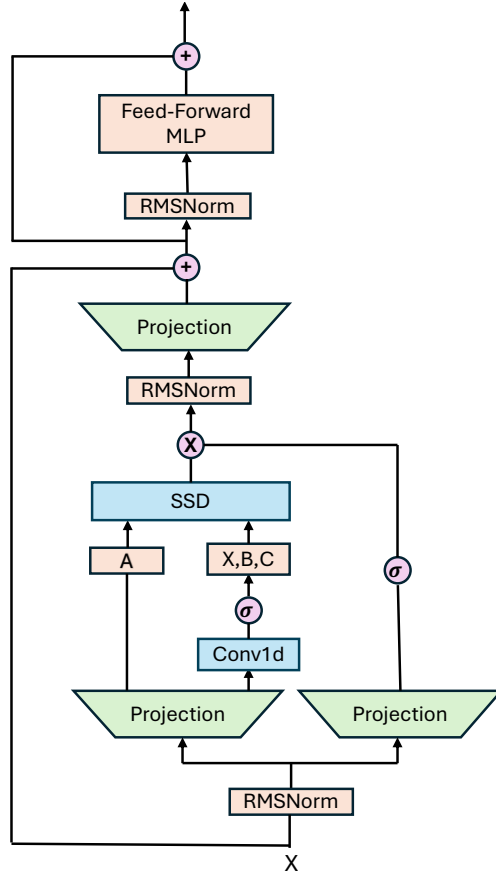 +
Feed-Forward
MLP
RMSNorm
+
Projection
RMSNorm
X
SSD
A
X,B,C
σ
σ
Conv1d
Projection
Projection
RMSNorm
X